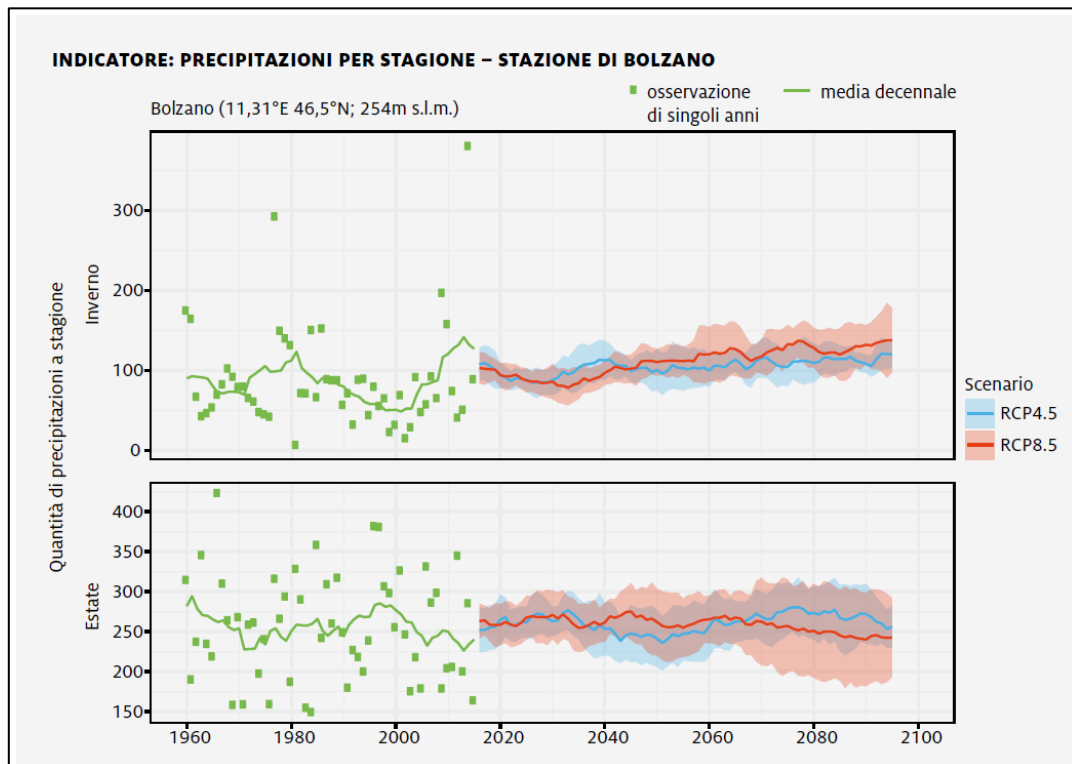 INDICATORE: PRECIPITAZIONI PER STAGIONE – STAZIONE DI BOLZANO
Bolzano (11,31°E 46,5°N; 254m s.l.m.)
osservazione
di singoli anni
media decennale
Quantità di precipitazioni a stagione
Inverno
300
200
100
0
Estate
400
350
300
250
200
150
1960
1980
2000
2020
2040
2060
2080
2100
Scenario
RCP4.5
RCP8.5